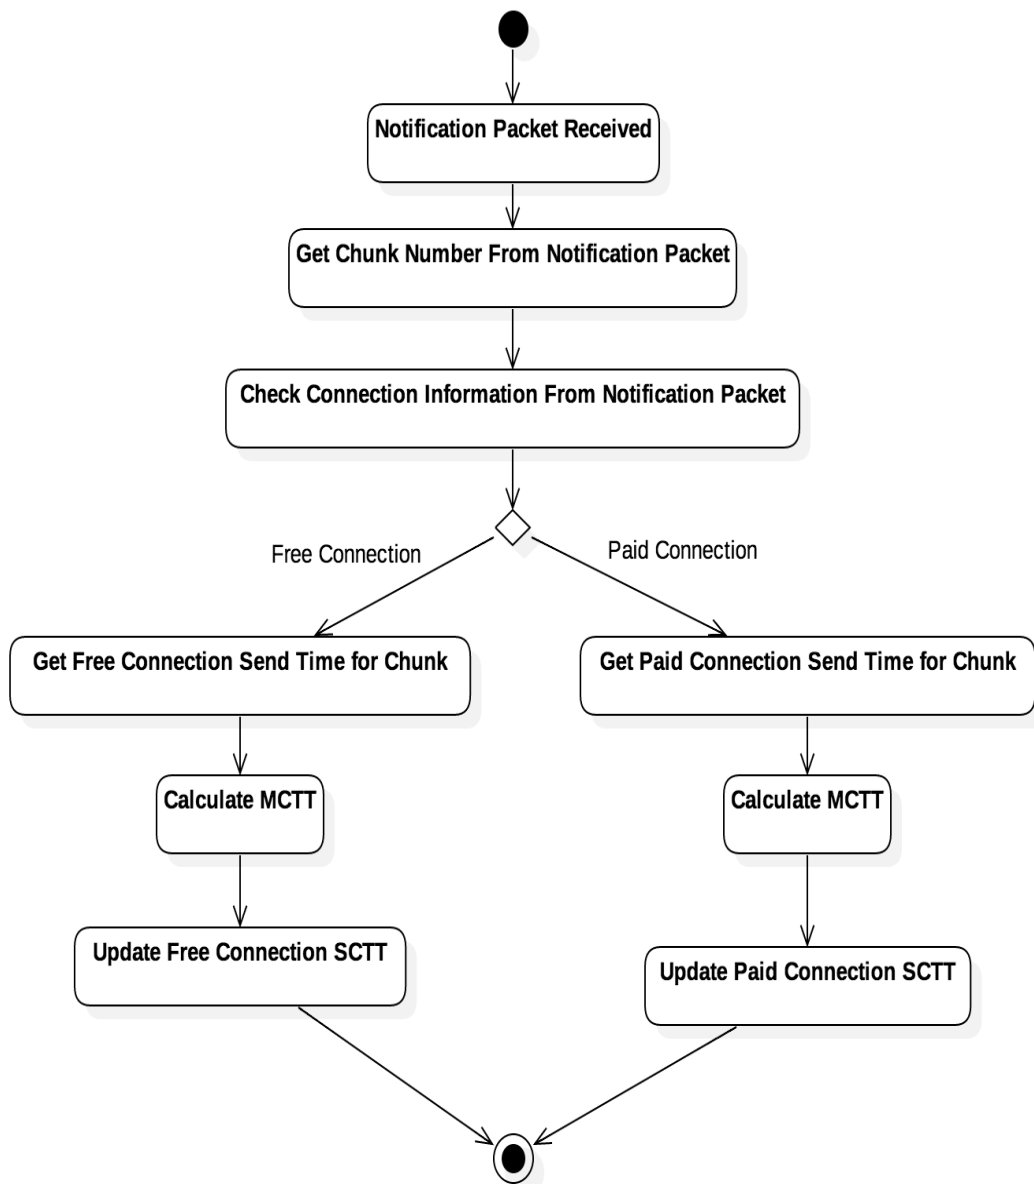 Notification Packet Received
Get Chunk Number From Notification Packet
Check Connection Information From Notification Packet
Free Connection
Paid Connection
Get Free Connection Send Time for Chunk
Get Paid Connection Send Time for Chunk
Calculate MCTT
Calculate MCTT
Update Free Connection SCTT
Update Paid Connection SCTT